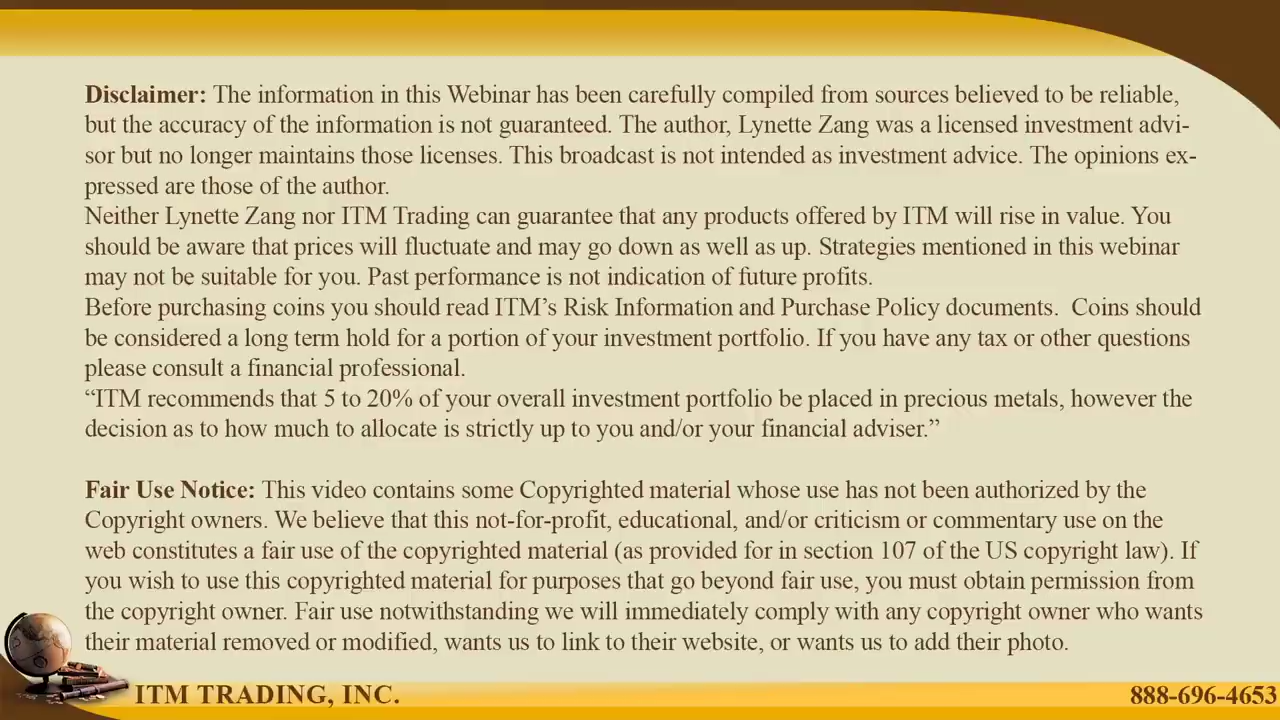 Disclaimer: The information in this Webinar has been carefully compiled from sources believed to be reliable,
but the accuracy of the information is not guaranteed. The author, Lynette Zang was a licensed investment advi-
sor but no longer maintains those licenses. This broadcast is not intended as investment advice. The opinions ex-
pressed are those of the author.
Neither Lynette Zang nor ITM Trading can guarantee that any products offered by ITM will rise in value. You
should be aware that prices will fluctuate and may go down as well as up. Strategies mentioned in this webinar
may not be suitable for you. Past performance is not indication of future profits.
Before purchasing coins you should read ITM’s Risk Information and Purchase Policy documents.  Coins should
be considered a long term hold for a portion of your investment portfolio. If you have any tax or other questions
please consult a financial professional.
“ITM recommends that 5 to 20% of your overall investment portfolio be placed in precious metals, however the
decision as to how much to allocate is strictly up to you and/or your financial adviser.”
Fair Use Notice: This video contains some Copyrighted material whose use has not been authorized by the
Copyright owners. We believe that this not-for-profit, educational, and/or criticism or commentary use on the
web constitutes a fair use of the copyrighted material (as provided for in section 107 of the US copyright law). If
you wish to use this copyrighted material for purposes that go beyond fair use, you must obtain permission from
the copyright owner. Fair use notwithstanding we will immediately comply with any copyright owner who wants
their material removed or modified, wants us to link to their website, or wants us to add their photo.
ITM TRADING, INC.
888-696-4653